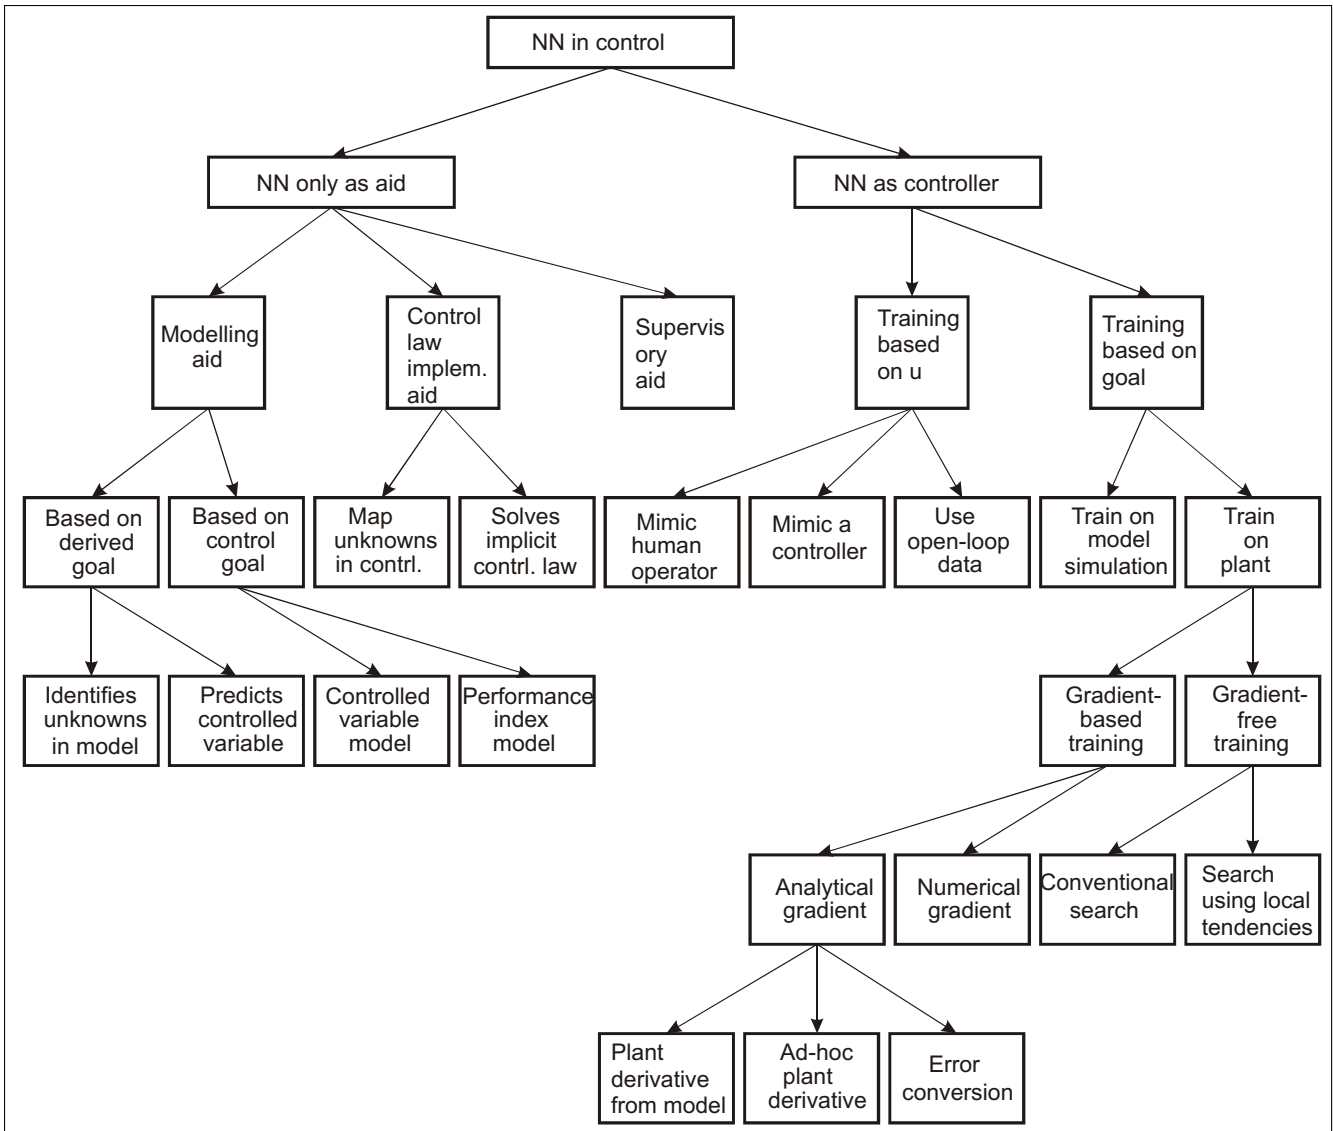 NN in control
NN only as aid
NN as controller
Modelling
aid
Control
law
implem.
aid
Supervis
ory
aid
Training
based
on u
Training
based on
goal
Based on
derived
goal
Based on
control
goal
Map
unknowns
in contrl.
Solves
implicit
contrl. law
Mimic
human
operator
Mimic a
controller
Use
open-loop
data
Train on
model
simulation
Train
on
plant
Identifies
unknowns
in model
Predicts
controlled
variable
Controlled
variable
model
Performance
index
model
Gradient-
based
training
Gradient-
free
training
Analytical
gradient
Numerical
gradient
Conventional
search
Search
using local
tendencies
Plant
derivative
from model
Ad-hoc
plant
derivative
Error
conversion